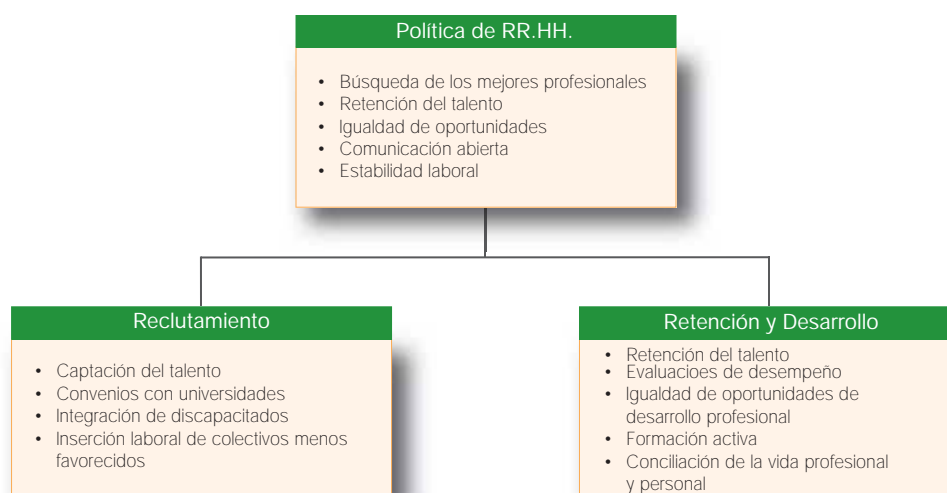 Política de RR.HH.
• Búsqueda de los mejores profesionales
• Retención del talento
• Igualdad de oportunidades
• Comunicación abierta
• Estabilidad laboral
Reclutamiento
• Captación del talento
• Convenios con universidades
• Integración de discapacitados
• Inserción laboral de colectivos menos
favorecidos
Retención y Desarrollo
• Retención del talento
• Evaluacioes de desempeño
• Igualdad de oportunidades de
desarrollo profesional
• Formación activa
• Conciliación de la vida profesional
y personal